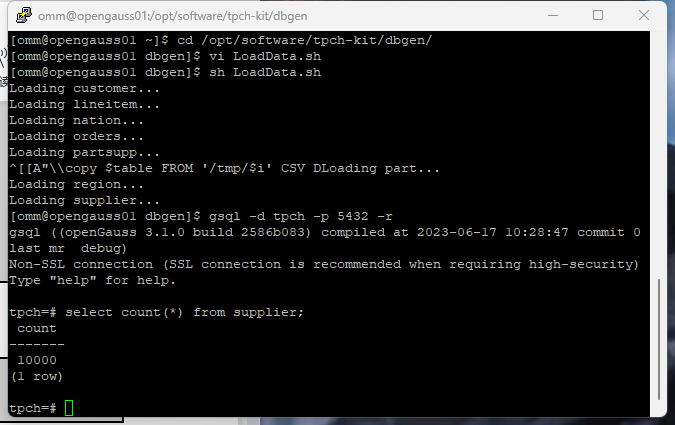 omm@opengauss01:/opt/software/tpch-kit/dbgen
[omm@opengauss01 ~]$ cd /opt/software/tpch-kit/dbgen/
[omm@opengauss01 dbgen]$ vi LoadData.sh
[omm@opengauss01 dbgen]$ sh LoadData.sh
Loading customer...
Loading lineitem...
Loading nation...
Loading orders...
Loading partsupp...
^[[A"\\copy $table FROM '/tmp/$i' CSV DLoading part...
Loading region...
Loading supplier...
[omm@opengauss01 dbgen]$ gsql -d tpch -p 5432 -r
gsql ((openGauss 3.1.0 build 2586b083) compiled at 2023-06-17 10:28:47 commit 0
last mr  debug)
Non-SSL connection (SSL connection is recommended when requiring high-security)
Type "help" for help.
tpch=# select count(*) from supplier;
count
-------
10000
(1 row)
tpch=#